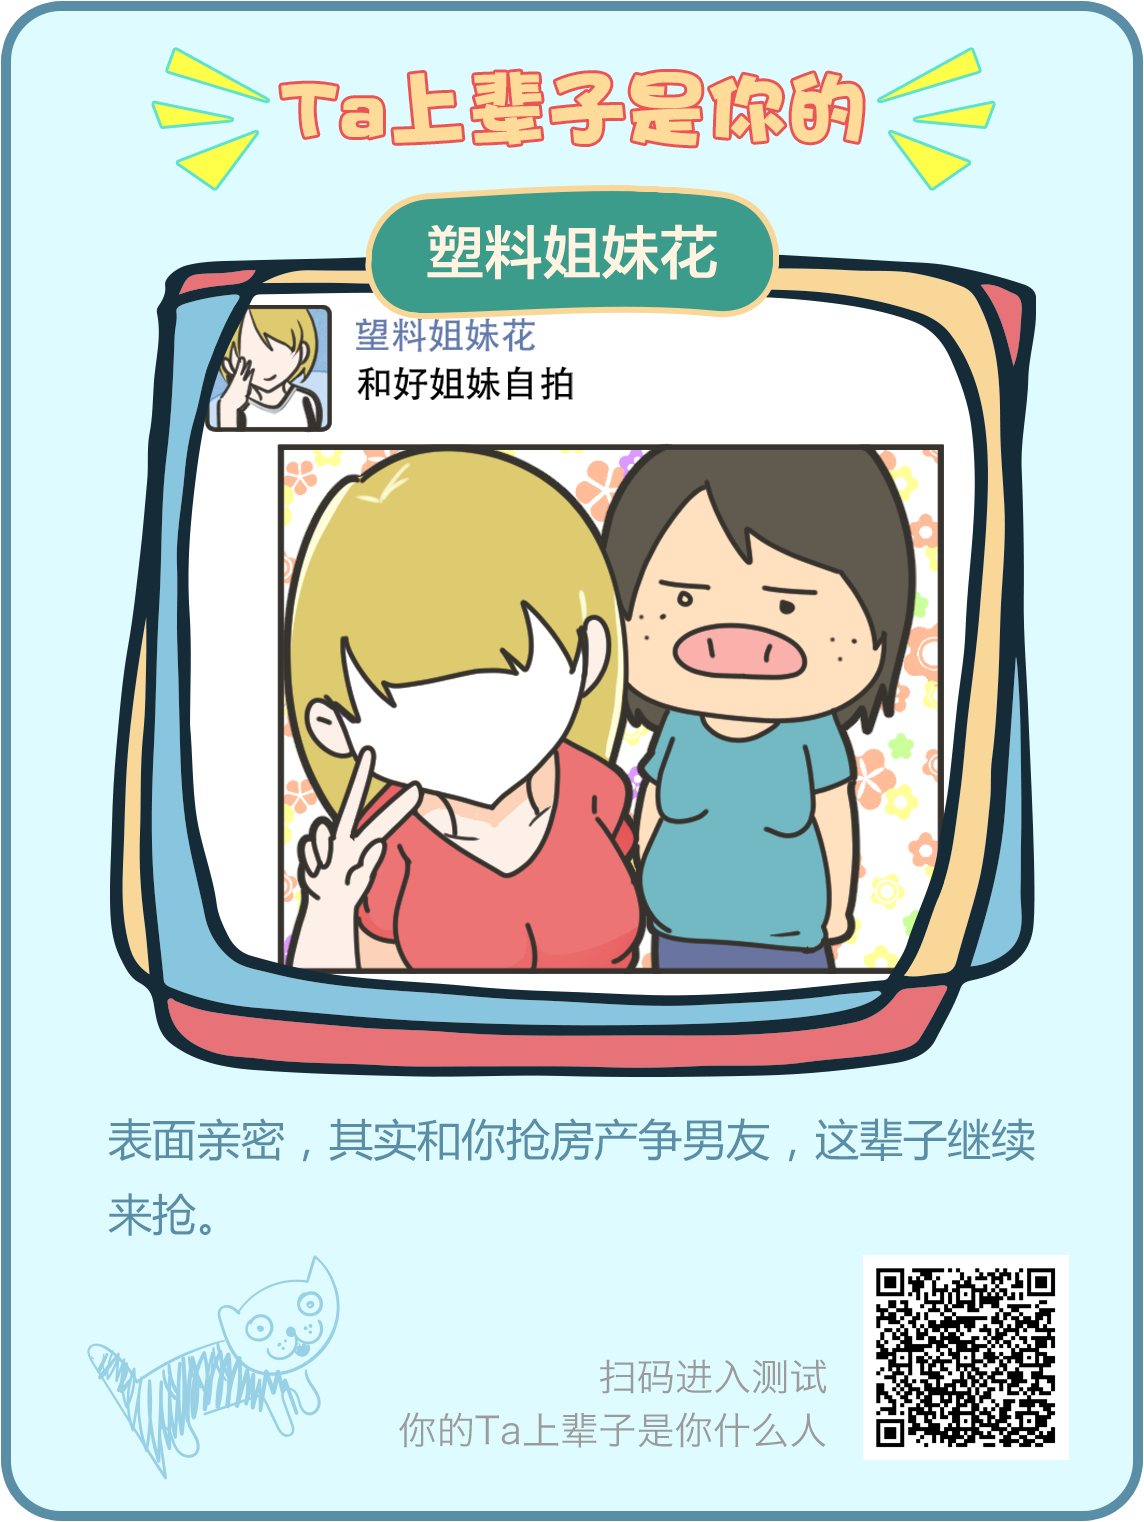 Ta上辈子是你的
塑料姐妹花
望料姐妹花
和好姐妹自拍
表面亲密，其实和你抢房产争男友，这辈子继续
来抢。
扫码进入测试
你的Ta上辈子是你什么人